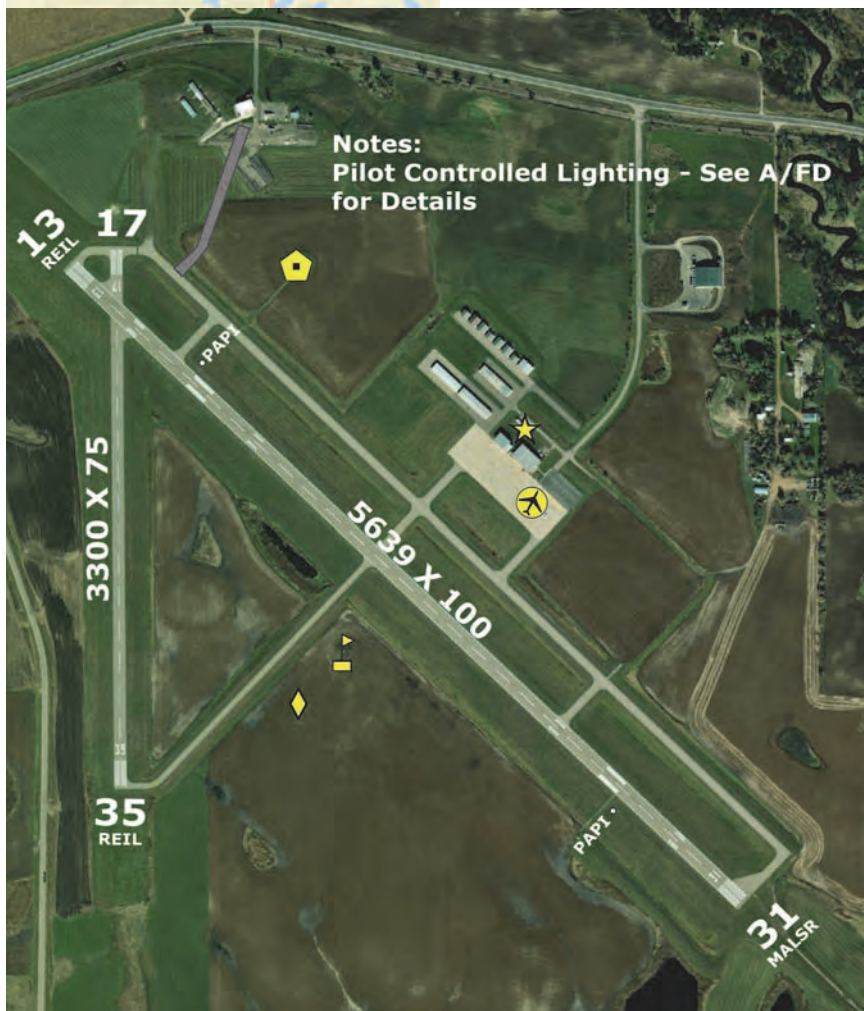 Notes:
Pilot Controlled Lighting - See A/FD
for Details
13
REIL
17
PAPI
3300 X 75
5639 X 100
35
REIL
PAPI
31
MALSR